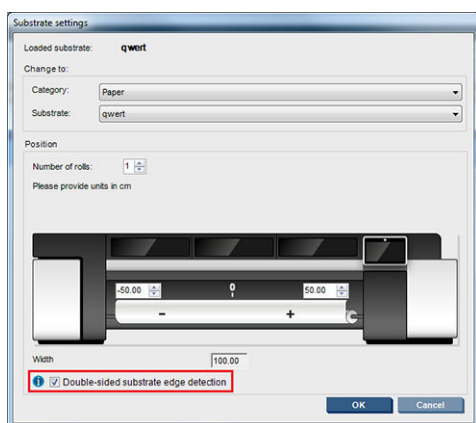 Substrate settings
Loaded substrate: qwert
Change to:
Category: Paper
Substrate: qwert
Position
Number of rolls: 1
Please provide units in cm
-50.00 0 50.00
- +
Width 100.00
Double-sided substrate edge detection
OK Cancel